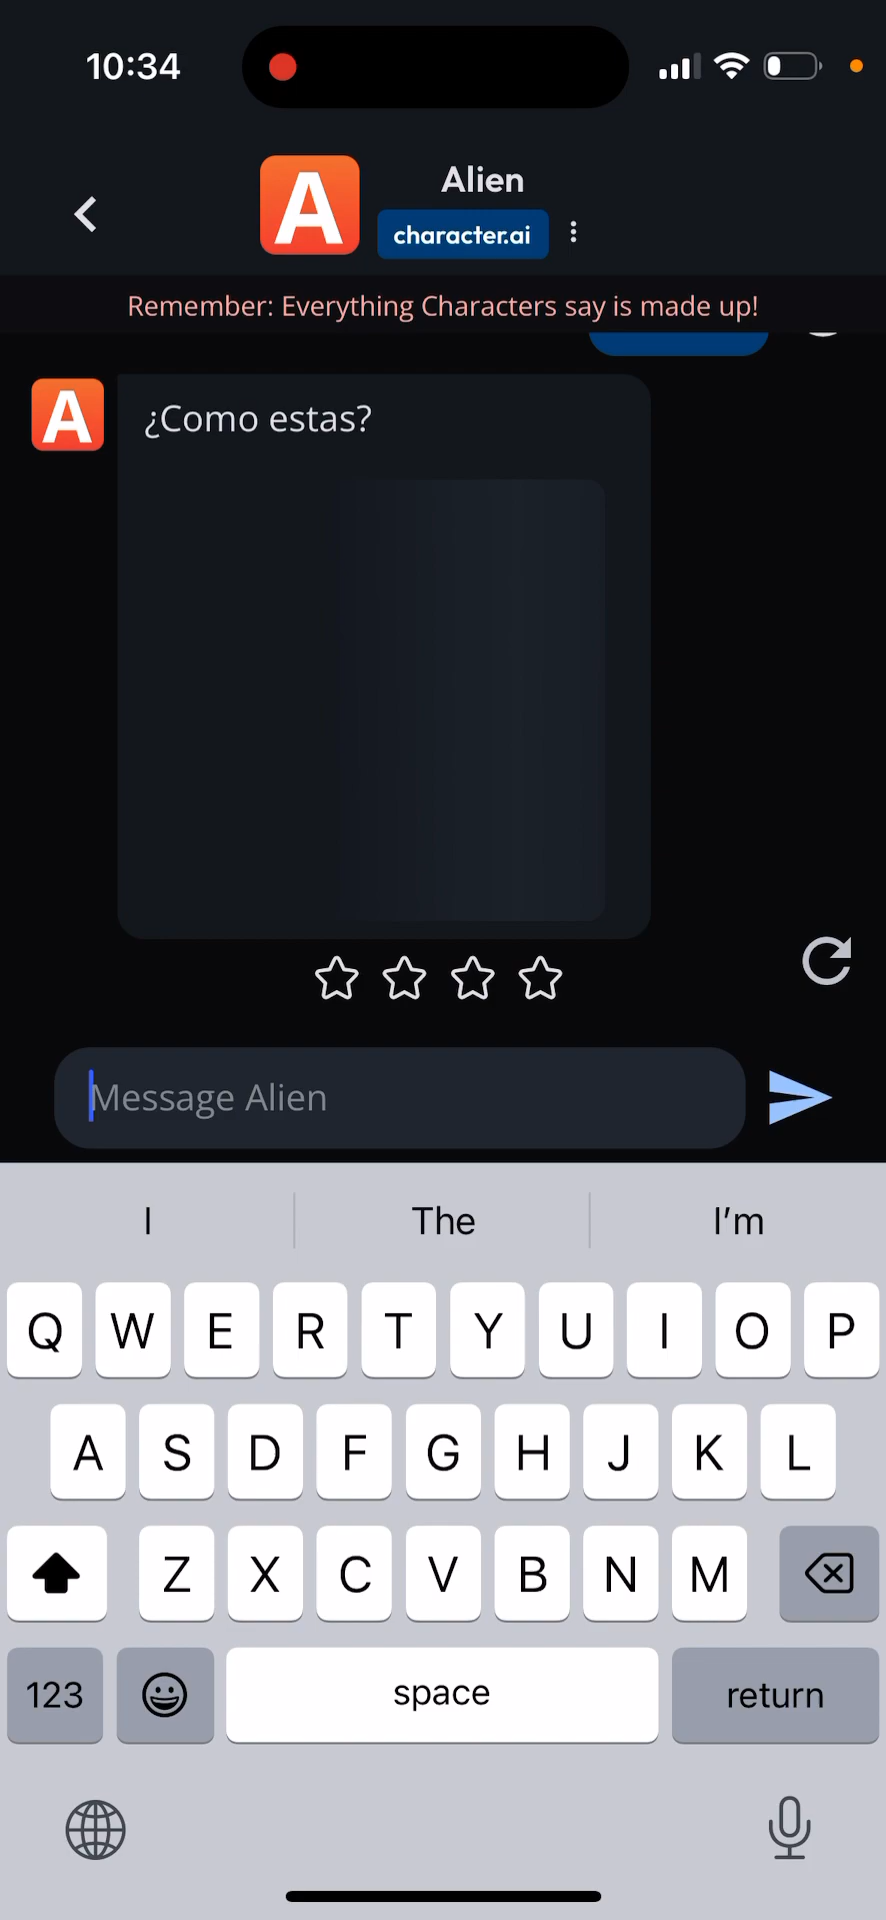 10:34
A
Alien
character.ai
Remember: Everything Characters say is made up!
A
¿Como estas?
Message Alien
I The I'm
Q W E R T Y U I O P
A S D F G H J K L
Z X C V B N M
123 space return